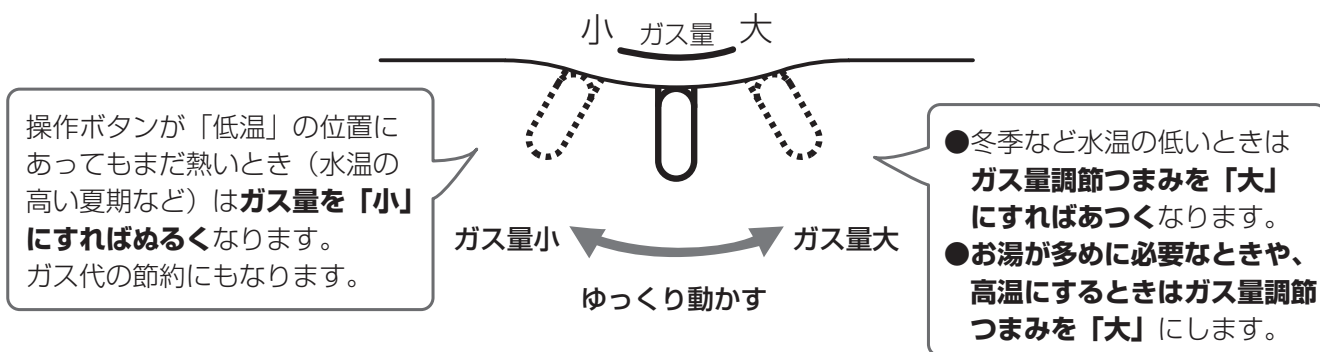 小 ガス量 大
操作ボタンが「低温」の位置に
あってもまだ熱いとき（水温の
高い夏期など）はガス量を「小」
にすればぬるくなります。
ガス代の節約にもなります。
ガス量小 ガス量大
ゆっくり動かす
●冬季など水温の低いときは
ガス量調節つまみを「大」
にすればあつくなります。
●お湯が多めに必要なときや、
高温にするときはガス量調節
つまみを「大」にします。